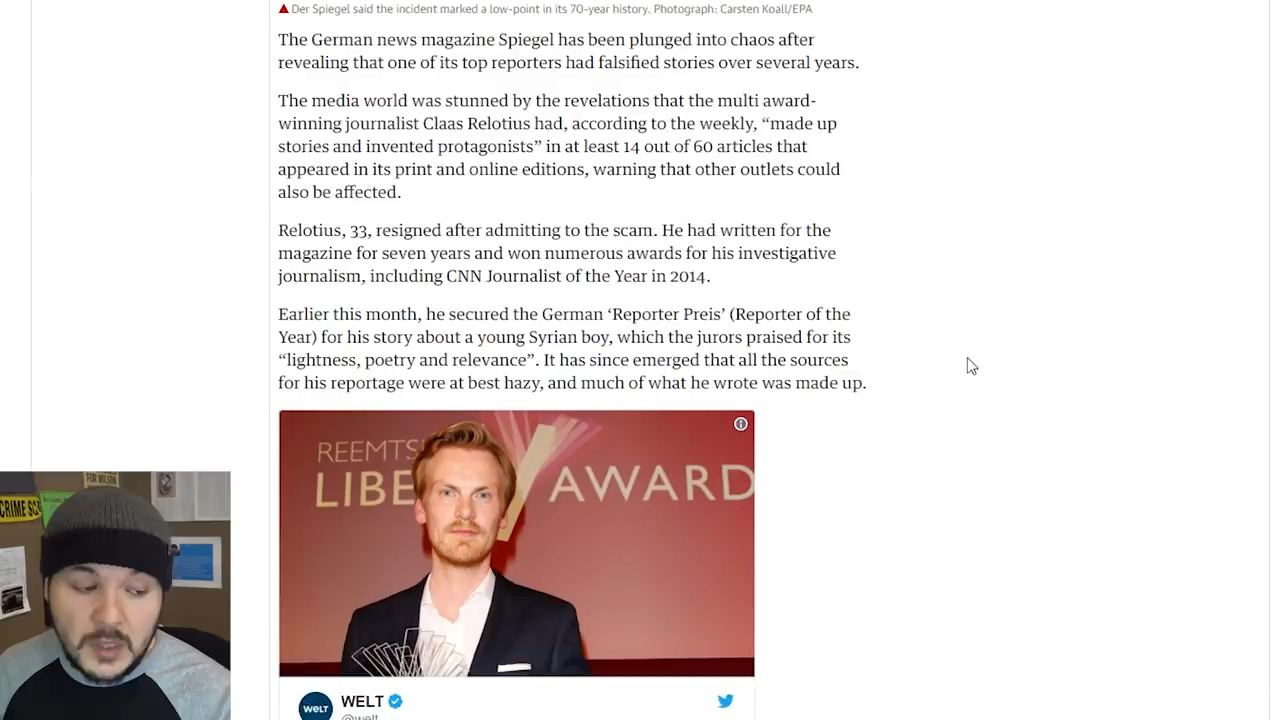 Der Spiegel said the incident marked a low-point in its 70-year history. Photograph: Carsten Koall/EPA
The German news magazine Spiegel has been plunged into chaos after
revealing that one of its top reporters had falsified stories over several years.
The media world was stunned by the revelations that the multi award-
winning journalist Claas Relotius had, according to the weekly, “made up
stories and invented protagonists” in at least 14 out of 60 articles that
appeared in its print and online editions, warning that other outlets could
also be affected.
Relotius, 33, resigned after admitting to the scam. He had written for the
magazine for seven years and won numerous awards for his investigative
journalism, including CNN Journalist of the Year in 2014.
Earlier this month, he secured the German ‘Reporter Preis’ (Reporter of the
Year) for his story about a young Syrian boy, which the jurors praised for its
“lightness, poetry and relevance”. It has since emerged that all the sources
for his reportage were at best hazy, and much of what he wrote was made up.
REEMTS
LIBE AWARD
FOR WILSON
CRIME SC
WELT
WELT
@welt